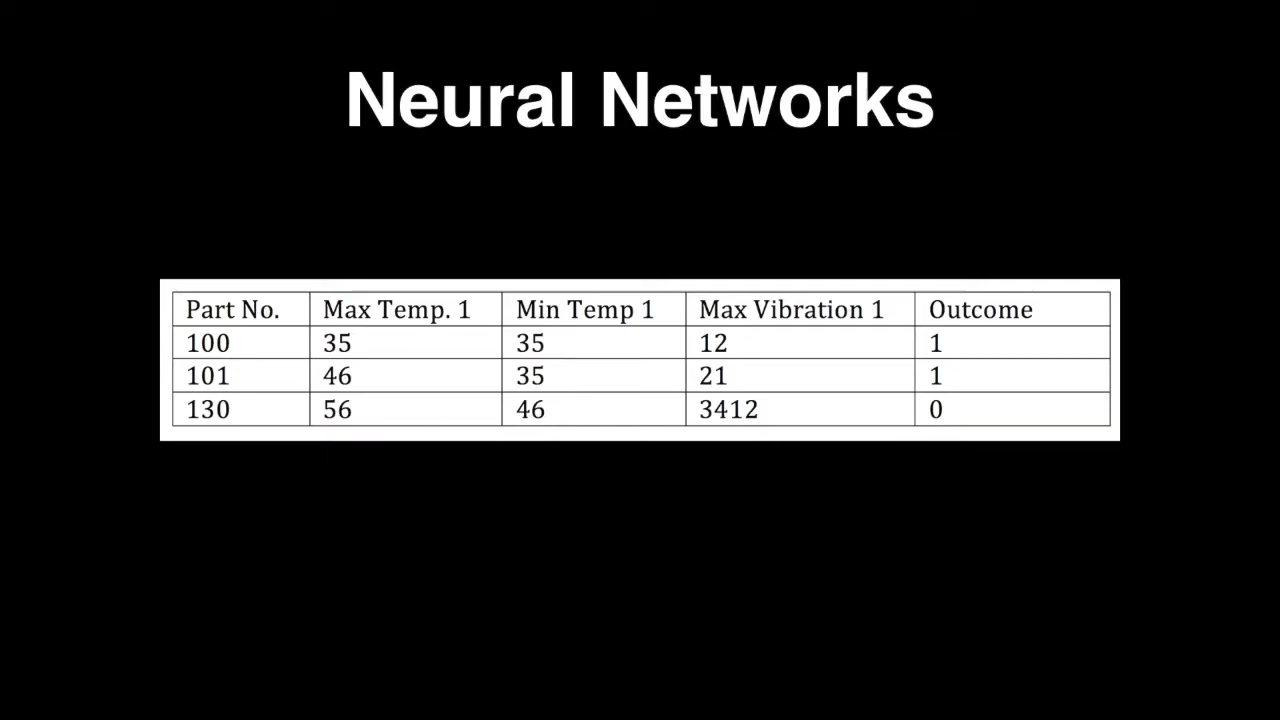 Neural Networks
Part No. Max Temp. 1 Min Temp 1 Max Vibration 1 Outcome
100 35 35 12 1
101 46 35 21 1
130 56 46 3412 0